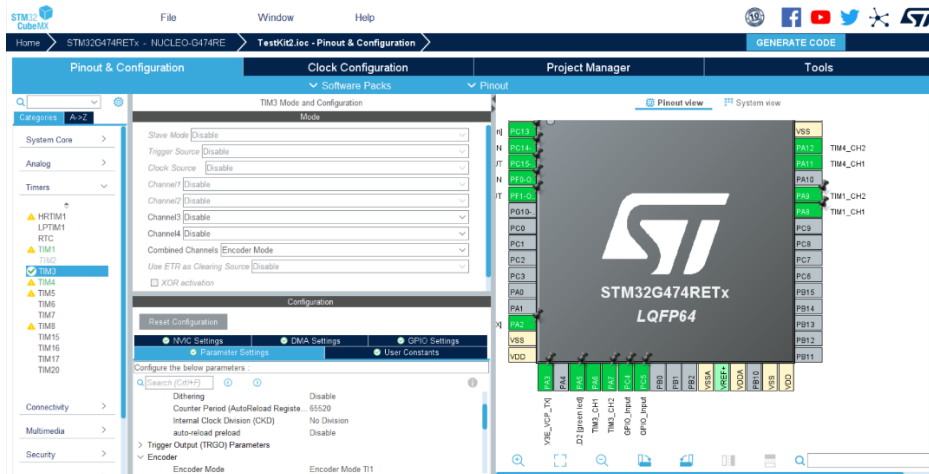 STM32
CubeMX
File
Window
Help
Home
STM32G474RETx - NUCLEO-G474RE
TestKit2.ioc - Pinout & Configuration
GENERATE CODE
Pinout & Configuration
Clock Configuration
Project Manager
Tools
Software Packs
Pinout
Categories
A->Z
System Core
Analog
Timers
HRTIM1
LPTIM1
RTC
TIM1
TIM2
TIM3
TIM4
TIM5
TIM6
TIM7
TIM8
TIM15
TIM16
TIM17
TIM20
Connectivity
Multimedia
Security
TIM3 Mode and Configuration
Mode
Slave Mode Disable
Trigger Source Disable
Clock Source Disable
Channel1 Disable
Channel2 Disable
Channel3 Disable
Channel4 Disable
Combined Channels Encoder Mode
Use ETR as Clearing Source Disable
XOR activation
Configuration
Reset Configuration
NVIC Settings
DMA Settings
GPIO Settings
Parameter Settings
User Constants
Configure the below parameters :
Search (Ctrl+F)
Dithering Disable
Counter Period (AutoReload Registe... 65520
Internal Clock Division (CKD) No Division
auto-reload preload Disable
Trigger Output (TRGO) Parameters
Encoder
Encoder Mode Encoder Mode TI1
Pinout view
System view
PC13
PC14-
PC15-
PF0-O
PF1-O
PG10-
PC0
PC1
PC2
PC3
PA0
PA1
PA2
VSS
VDD
STM32G474RETx
LQFP64
VSS
PA12 TIM4_CH2
PA11 TIM4_CH1
PA10
PA9 TIM1_CH2
PA8 TIM1_CH1
PC9
PC8
PC7
PC6
PB15
PB14
PB13
PB12
PB11
PA3
PA4
PA5
PA6
PA7
PC4
PC5
PB0
PB1
PB2
VSSA
VREF+
VDDA
PB10
VSS
VDD
V3E_VCP_TX]
.D2 [green led]
TIM3_CH1
TIM3_CH2
GPIO_Input
GPIO_Input